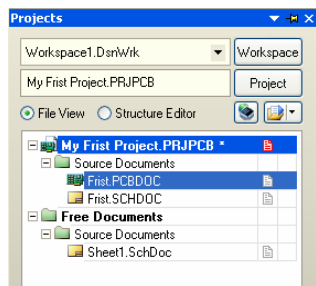 Projects
Workspace1.DsnWrk Workspace
My Frist Project.PRJPCB Project
File View Structure Editor
My Frist Project.PRJPCB *
Source Documents
Frist.PCBDOC
Frist.SCHDOC
Free Documents
Source Documents
Sheet1.SchDoc